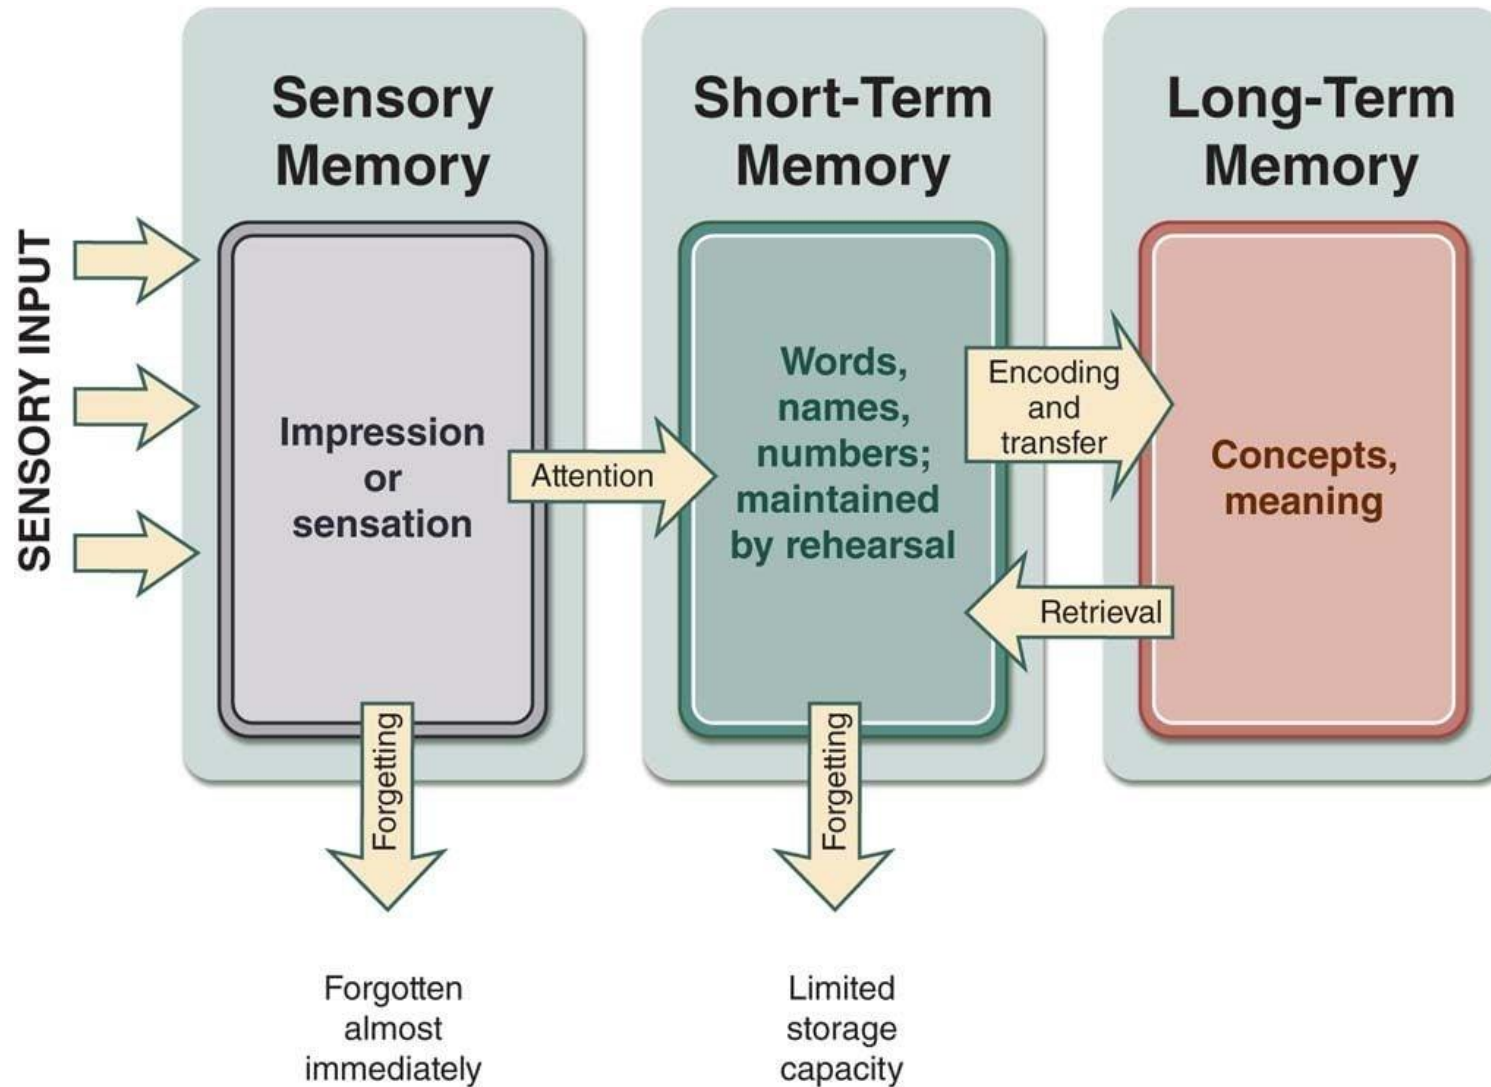 SENSORY INPUT
Sensory
Memory
Impression
or
sensation
Attention
Forgetting
Forgotten
almost
immediately
Short-Term
Memory
Words,
names,
numbers;
maintained
by rehearsal
Encoding
and
transfer
Retrieval
Forgetting
Limited
storage
capacity
Long-Term
Memory
Concepts,
meaning